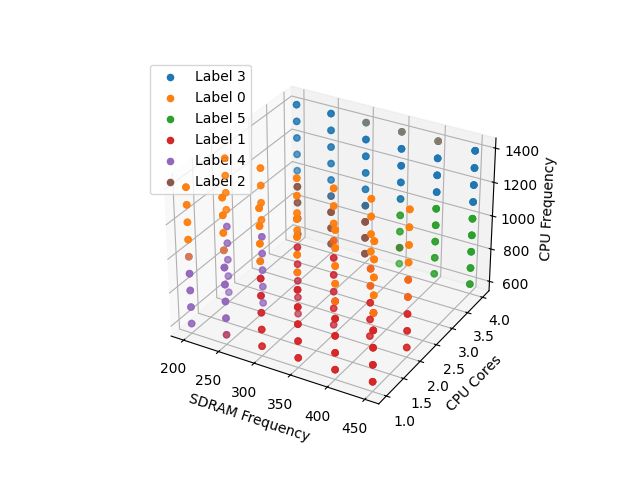 Label 3
Label 0
Label 5
Label 1
Label 4
Label 2
1400
1200
1000
800
600
CPU Frequency
4.0
3.5
3.0
2.5
2.0
1.5
1.0
CPU Cores
200
250
300
350
400
450
SDRAM Frequency